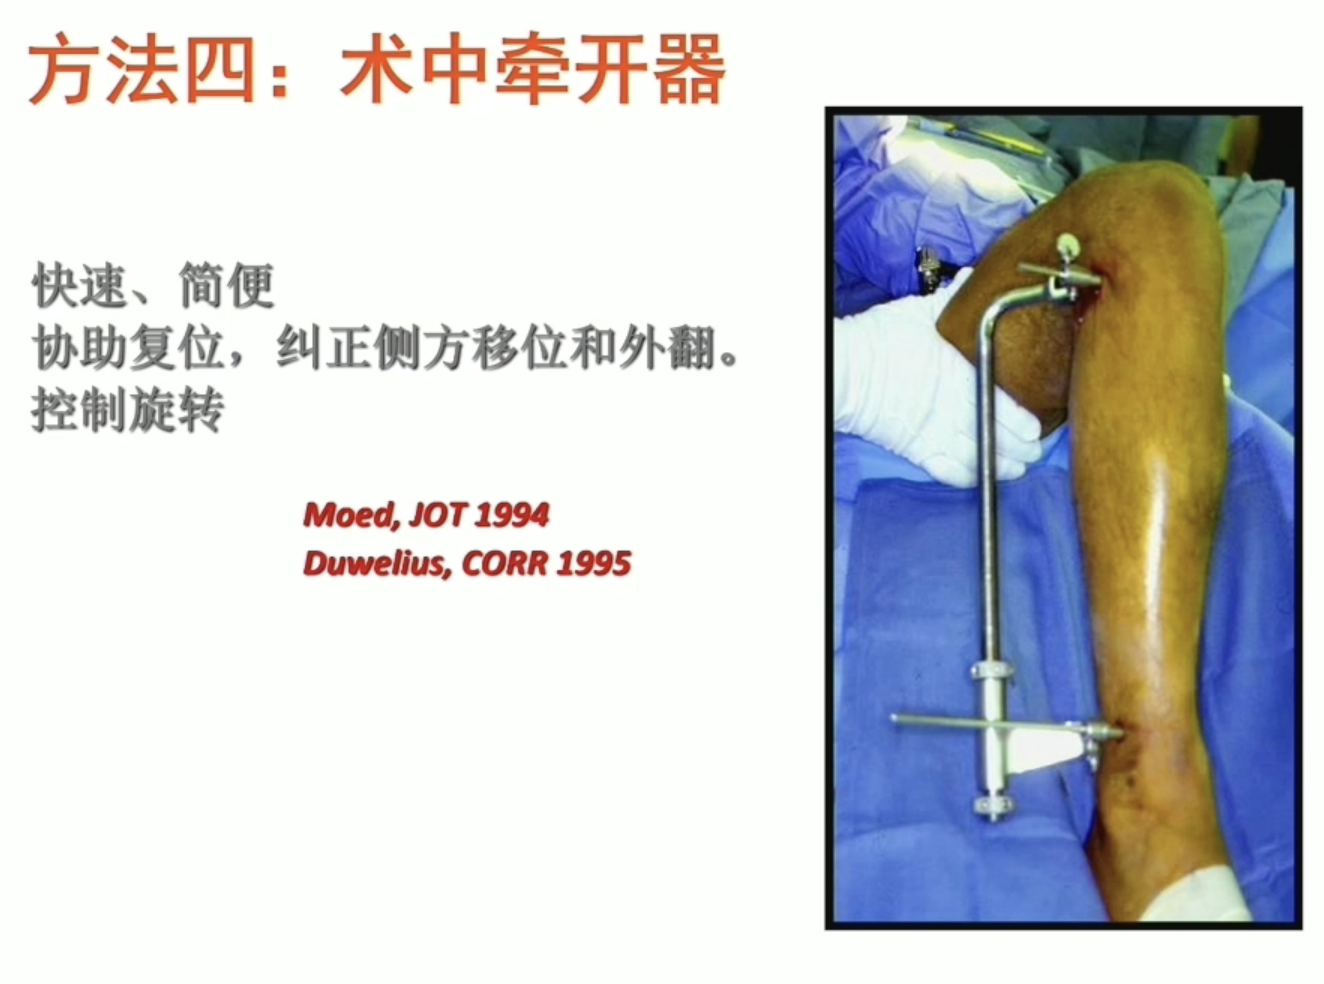 方法四：术中牵开器
快速、简便
协助复位，纠正侧方移位和外翻。
控制旋转
Moed, JOT 1994
Duwelius, CORR 1995